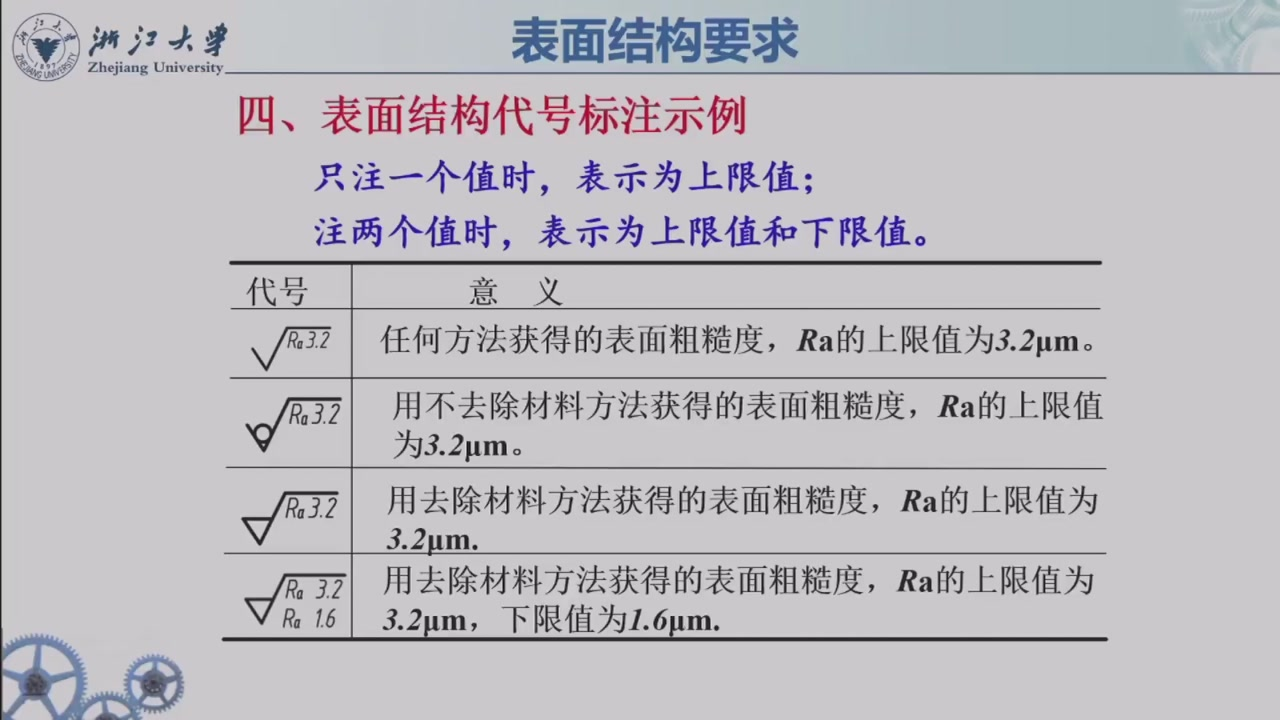 浙江大学
Zhejiang University
表面结构要求
四、表面结构代号标注示例
只注一个值时，表示为上限值；
注两个值时，表示为上限值和下限值。
代号 意 义
Ra 3.2 任何方法获得的表面粗糙度，Ra的上限值为3.2μm。
Ra 3.2 用不去除材料方法获得的表面粗糙度，Ra的上限值
为3.2μm。
Ra 3.2 用去除材料方法获得的表面粗糙度，Ra的上限值为
3.2μm.
Ra 3.2 用去除材料方法获得的表面粗糙度，Ra的上限值为
Ra 1.6 3.2μm，下限值为1.6μm.